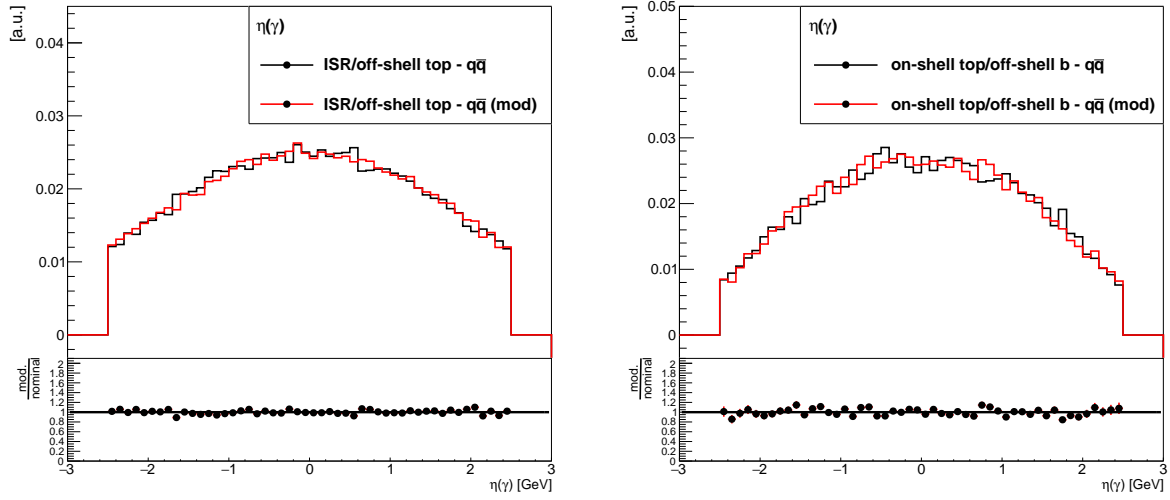 [a.u.]
0.04
0.03
0.02
0.01
0
η(γ)
ISR/off-shell top - qq̅
ISR/off-shell top - qq̅ (mod)
mod.
nominal
2
1.8
1.6
1.4
1.2
1
0.8
0.6
0.4
0.2
0
−3 −2 −1 0 1 2 3
η(γ) [GeV]
[a.u.]
0.05
0.04
0.03
0.02
0.01
0
η(γ)
on-shell top/off-shell b - qq̅
on-shell top/off-shell b - qq̅ (mod)
mod.
nominal
2
1.8
1.6
1.4
1.2
1
0.8
0.6
0.4
0.2
0
−3 −2 −1 0 1 2 3
η(γ) [GeV]